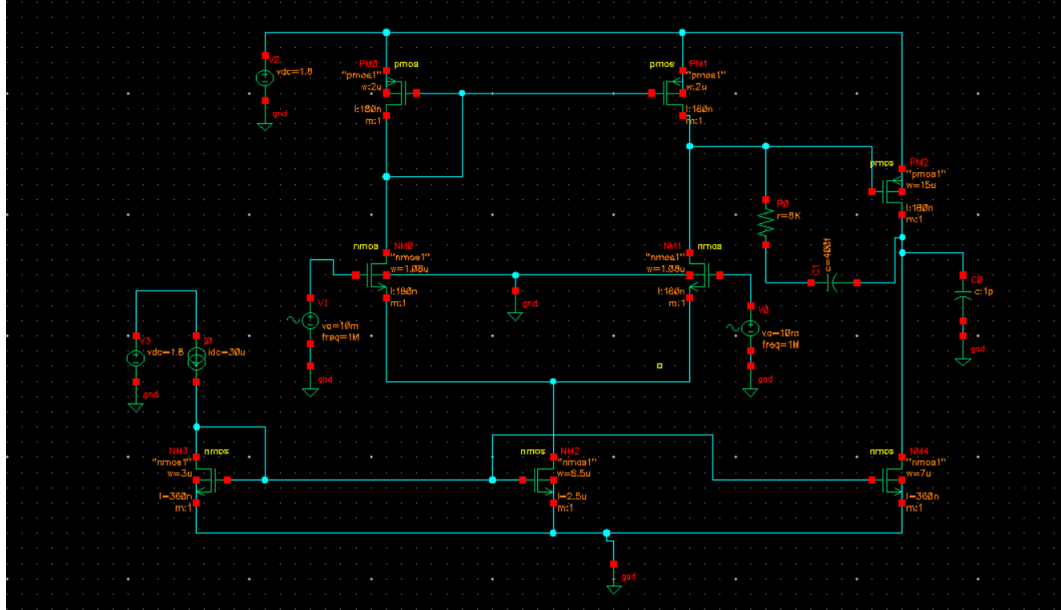 V2
vdc=1.8
gnd
PM0
pmos
"pmos1"
w:2u
l:180n
m:1
PM1
pmos
"pmos1"
w:2u
l:180n
m:1
PM2
pmos
"pmos1"
w=15u
l:180n
m:1
R0
r=8K
C1
c=400f
NM0
nmos
"nmos1"
w=1.08u
l:180n
m:1
NM1
nmos
"nmos1"
w=1.08u
l:180n
m:1
gnd
V1
va=10m
freq=1M
gnd
V0
va=10m
freq=1M
gnd
C0
c:1p
gnd
V3
vdc=1.8
gnd
I0
idc=30u
NM3
nmos
"nmos1"
w=3u
l=360n
m:1
NM2
nmos
"nmos1"
l=2.5u
m:1
NM4
nmos
"nmos1"
w=7u
l=360n
m:1
gnd